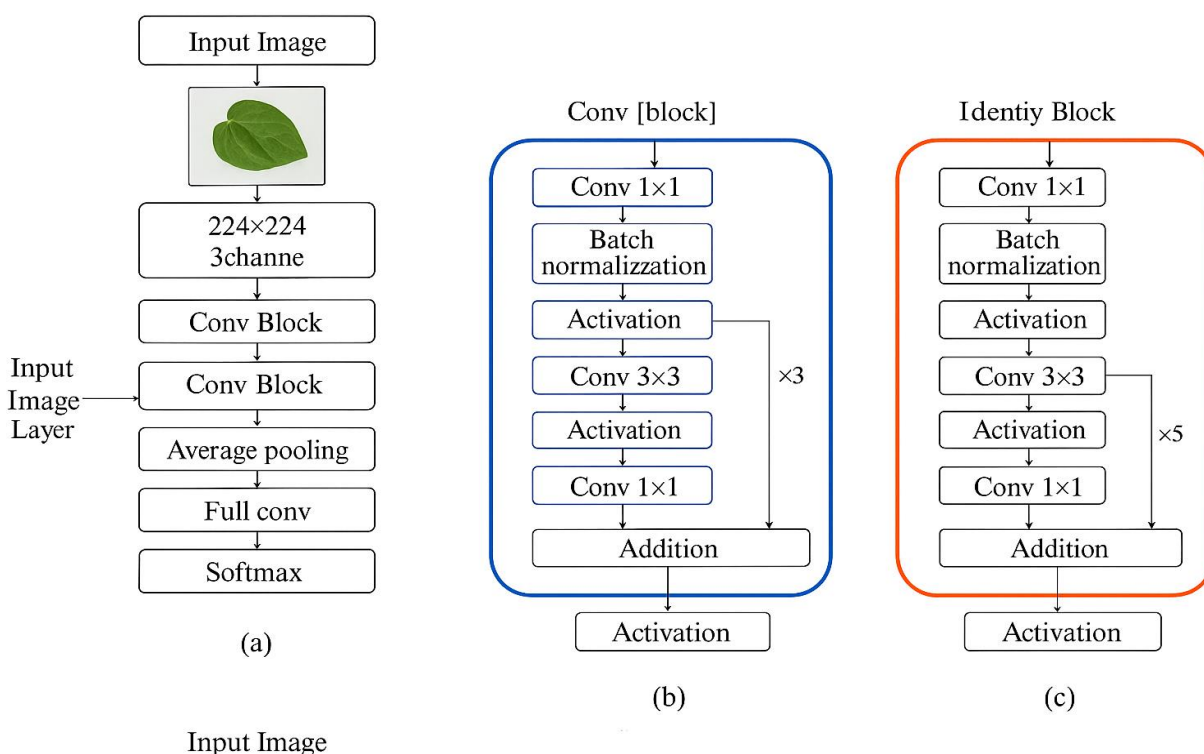 Input Image
224×224
3channe
Conv Block
Conv Block
Input
Image
Layer
Average pooling
Full conv
Softmax
(a)
Conv [block]
Conv 1×1
Batch
normalizzation
Activation
Conv 3×3
×3
Activation
Conv 1×1
Addition
Activation
(b)
Identiy Block
Conv 1×1
Batch
normalization
Activation
Conv 3×3
×5
Activation
Conv 1×1
Addition
Activation
(c)
Input Image